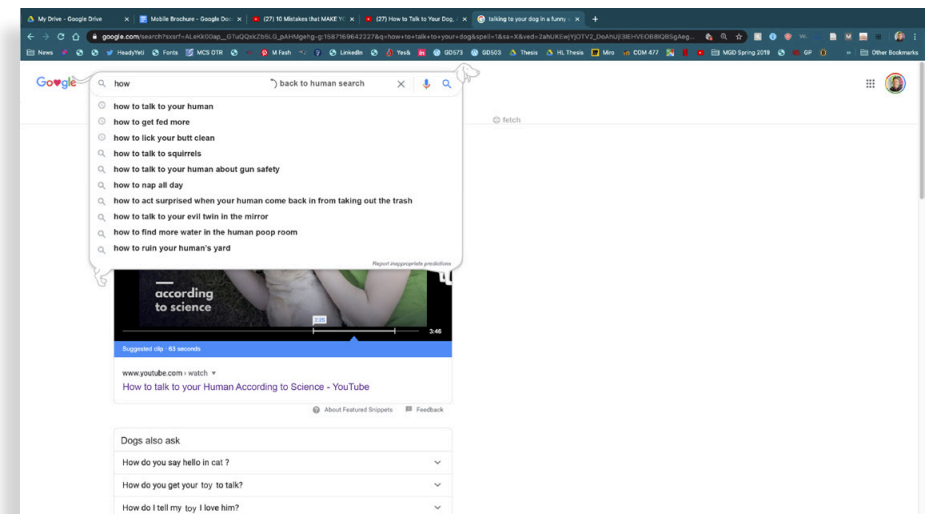 My Drive - Google Drive
Mobile Brochure - Google Doc
(27) 10 Mistakes that MAKE YO
(27) How to Talk to Your Dog,
talking to your dog in a funny
News
HeadyYeti
Fonts
MCS DTR
M Fash
LinkedIn
Yesk
GD573
GD503
Thesis
HL Thesis
Miro
COM 477
MGD Spring 2019
GP
Other Bookmarks
Google
how
back to human search
fetch
how to talk to your human
how to get fed more
how to lick your butt clean
how to talk to squirrels
how to talk to your human about gun safety
how to nap all day
how to act surprised when your human come back in from taking out the trash
how to talk to your evil twin in the mirror
how to find more water in the human poop room
how to ruin your human's yard
Report inappropriate predictions
according
to science
2:25
3:46
Suggested clip · 63 seconds
www.youtube.com › watch
How to talk to your Human According to Science - YouTube
About Featured Snippets
Feedback
Dogs also ask
How do you say hello in cat ?
How do you get your toy to talk?
How do I tell my toy I love him?